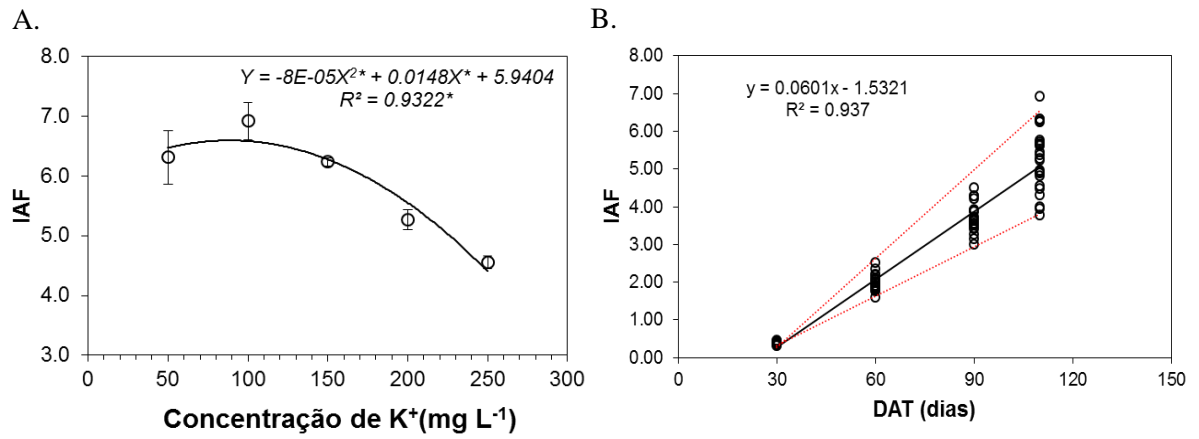 A.
8.0
7.0
6.0
5.0
4.0
3.0
IAF
Y = -8E-05X²* + 0.0148X* + 5.9404
R² = 0.9322*
0 50 100 150 200 250 300
Concentração de K⁺(mg L⁻¹)
B.
8.00
7.00
6.00
5.00
4.00
3.00
2.00
1.00
0.00
IAF
y = 0.0601x - 1.5321
R² = 0.937
0 30 60 90 120 150
DAT (dias)